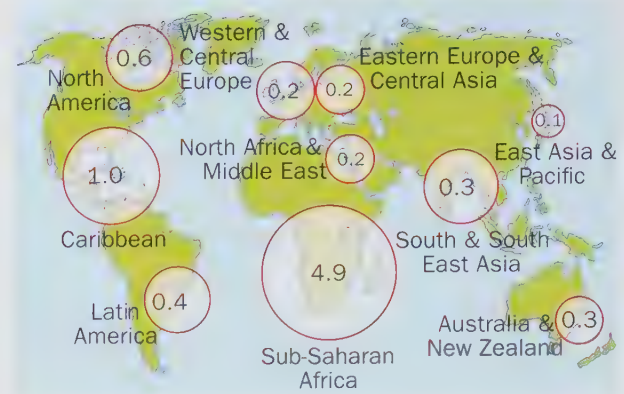 Western &
Central
Europe
0.6
North
America
0.2
0.2
Eastern Europe &
Central Asia
0.1
East Asia &
Pacific
North Africa &
Middle East
0.2
1.0
Caribbean
0.3
South & South
East Asia
4.9
Sub-Saharan
Africa
0.4
Latin
America
0.3
Australia &
New Zealand